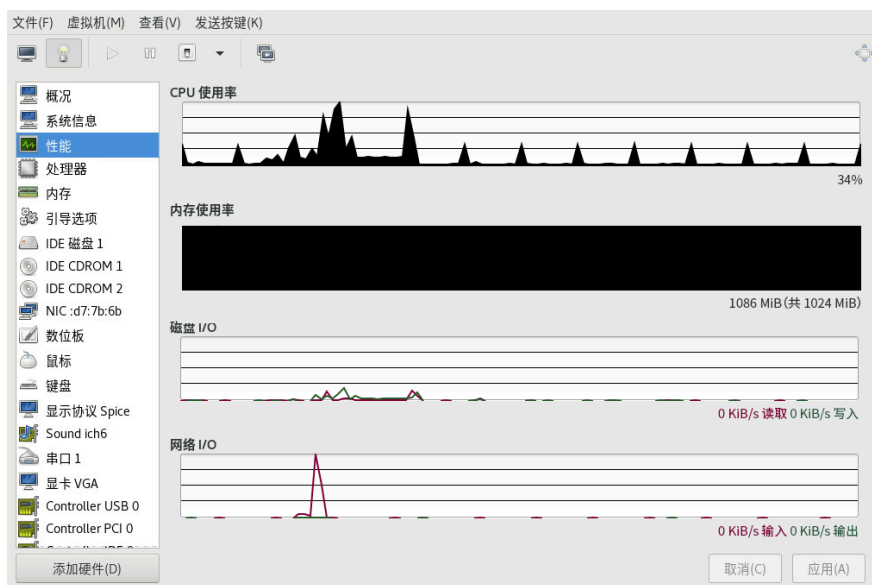 文件(F) 虚拟机(M) 查看(V) 发送按键(K)
概况
系统信息
性能
处理器
内存
引导选项
IDE 磁盘 1
IDE CDROM 1
IDE CDROM 2
NIC :d7:7b:6b
数位板
鼠标
键盘
显示协议 Spice
Sound ich6
串口 1
显卡 VGA
Controller USB 0
Controller PCI 0
添加硬件(D)
CPU 使用率
34%
内存使用率
1086 MiB (共 1024 MiB)
磁盘 I/O
0 KiB/s 读取 0 KiB/s 写入
网络 I/O
0 KiB/s 输入 0 KiB/s 输出
取消(C) 应用(A)